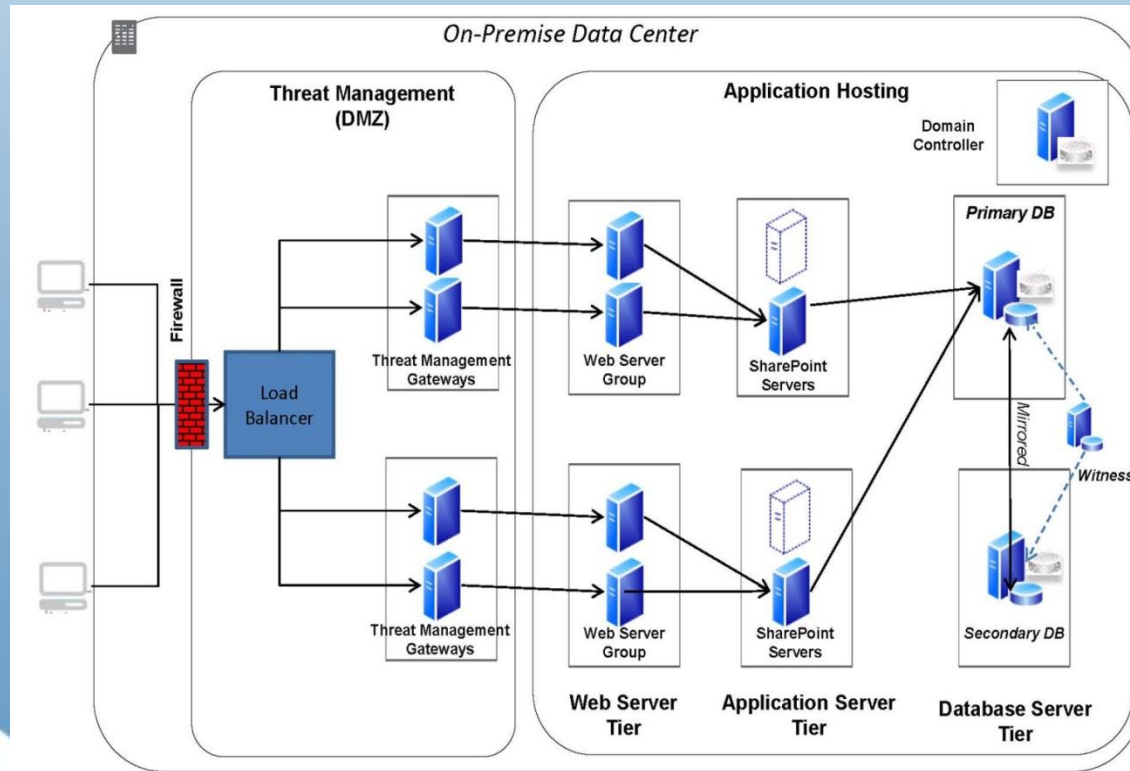 On-Premise Data Center
Threat Management
(DMZ)
Application Hosting
Domain
Controller
Primary DB
Firewall
Load
Balancer
Threat Management
Gateways
Web Server
Group
SharePoint
Servers
Mirrored
Witness
Threat Management
Gateways
Web Server
Group
SharePoint
Servers
Secondary DB
Web Server
Tier
Application Server
Tier
Database Server
Tier